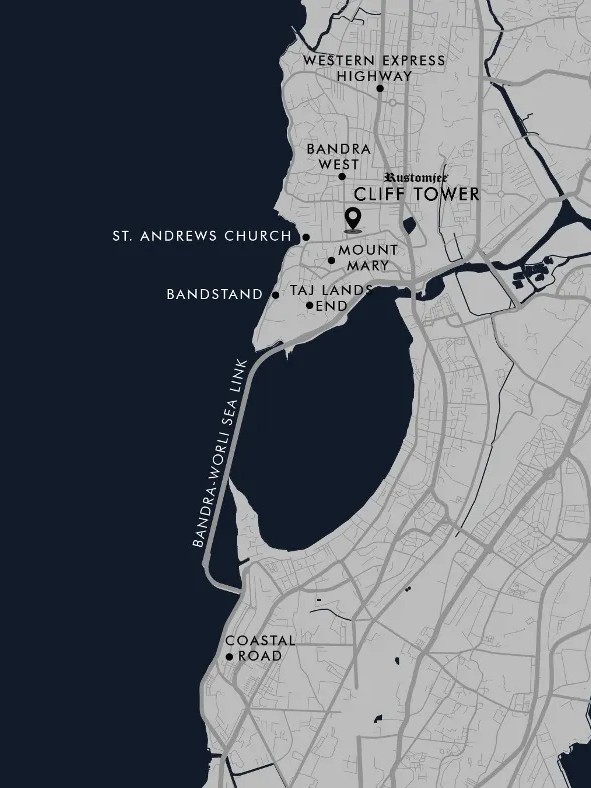 WESTERN EXPRESS
HIGHWAY
BANDRA
WEST
Rustomjee
CLIFF TOWER
ST. ANDREWS CHURCH
MOUNT
MARY
BANDSTAND
TAJ LANDS
END
BANDRA-WORLI SEA LINK
COASTAL
ROAD